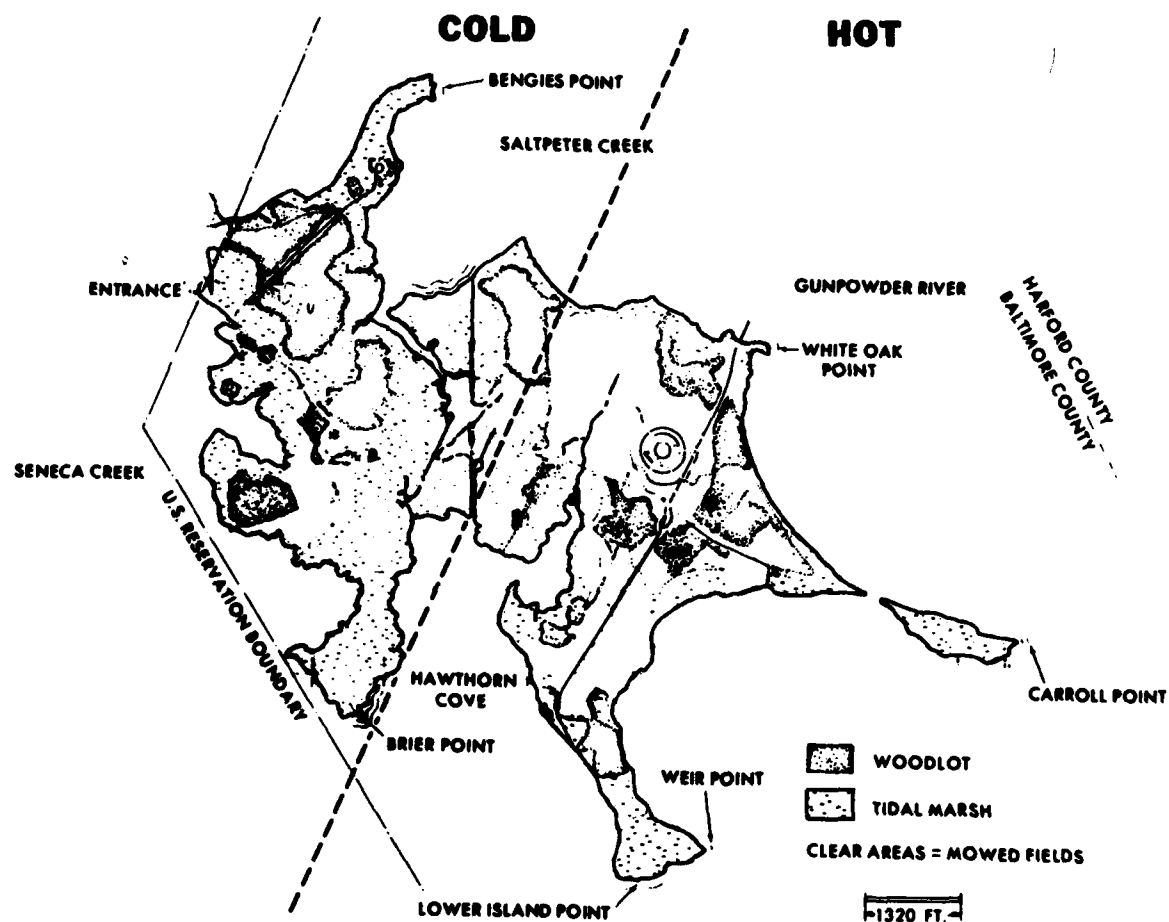 COLD
HOT
BENGIES POINT
SALTPETER CREEK
ENTRANCE
GUNPOWDER RIVER
HARFORD COUNTY
BALTIMORE COUNTY
WHITE OAK
POINT
SENECA CREEK
U.S. RESERVATION BOUNDARY
HAWTHORN
COVE
CARROLL POINT
BRIER POINT
WEIR POINT
WOODLOT
TIDAL MARSH
CLEAR AREAS = MOWED FIELDS
LOWER ISLAND POINT
1320 FT.